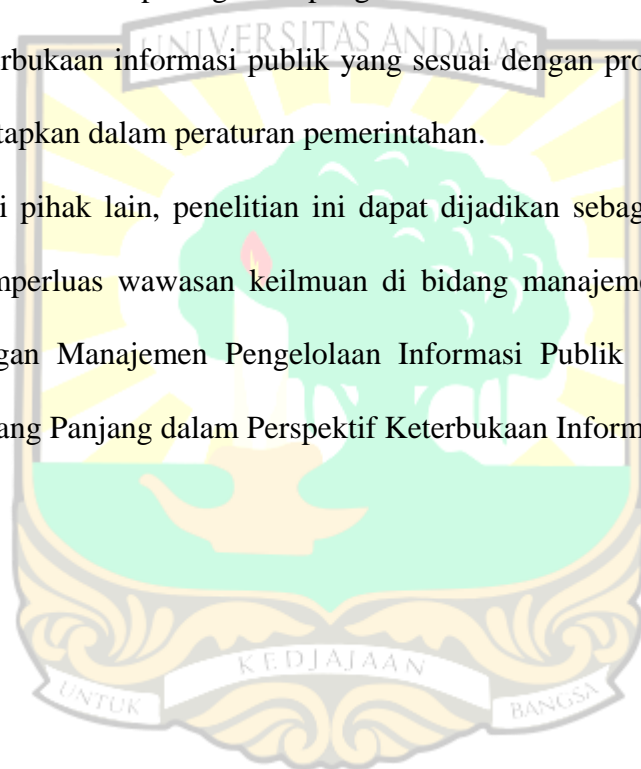 UNIVERSITAS ANDALAS
rbukaan informasi publik yang sesuai dengan pro
tapkan dalam peraturan pemerintahan.
i pihak lain, penelitian ini dapat dijadikan sebag
mperluas wawasan keilmuan di bidang manajeme
gan Manajemen Pengelolaan Informasi Publik
ang Panjang dalam Perspektif Keterbukaan Inform
KEDJAJAAN
UNTUK
BANGSA